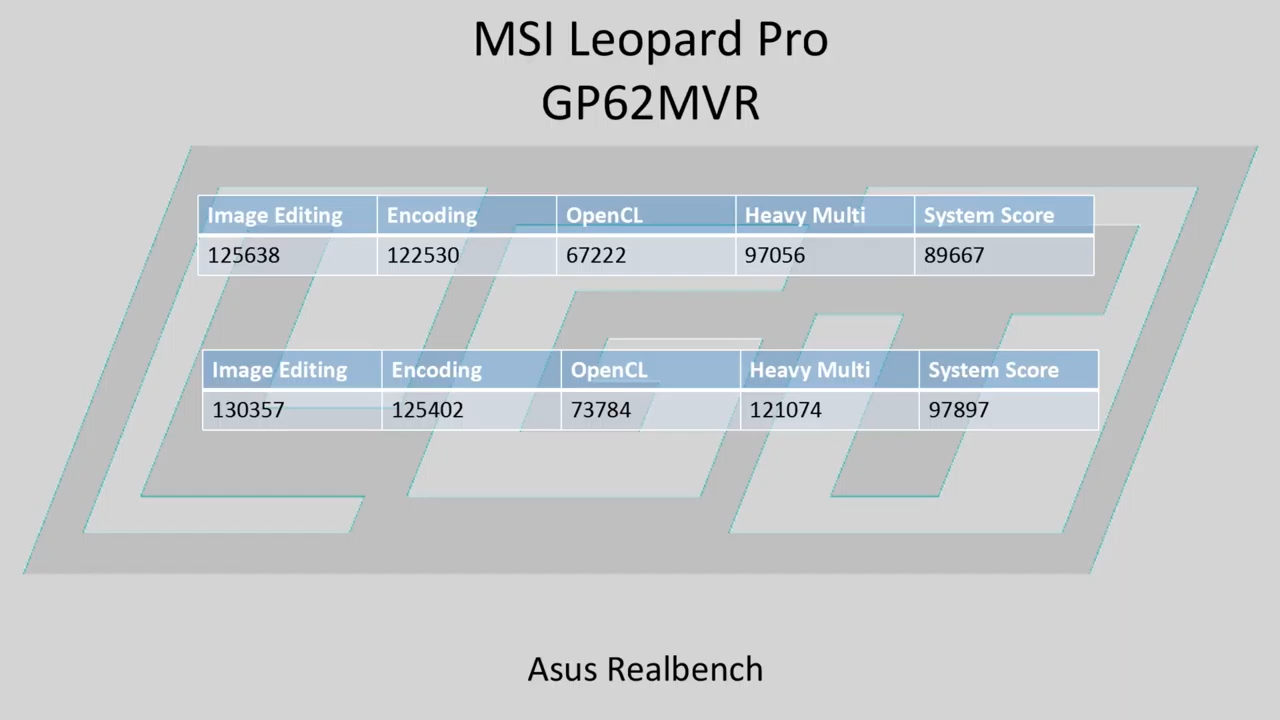 MSI Leopard Pro
GP62MVR
Image Editing Encoding OpenCL Heavy Multi System Score
125638 122530 67222 97056 89667
Image Editing Encoding OpenCL Heavy Multi System Score
130357 125402 73784 121074 97897
Asus Realbench